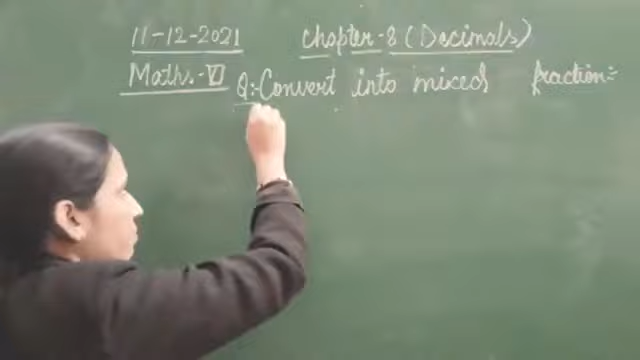 11-12-2021 Chapter-8 (Decimals)
Maths-VI
Q:- Convert into mixed fraction:-